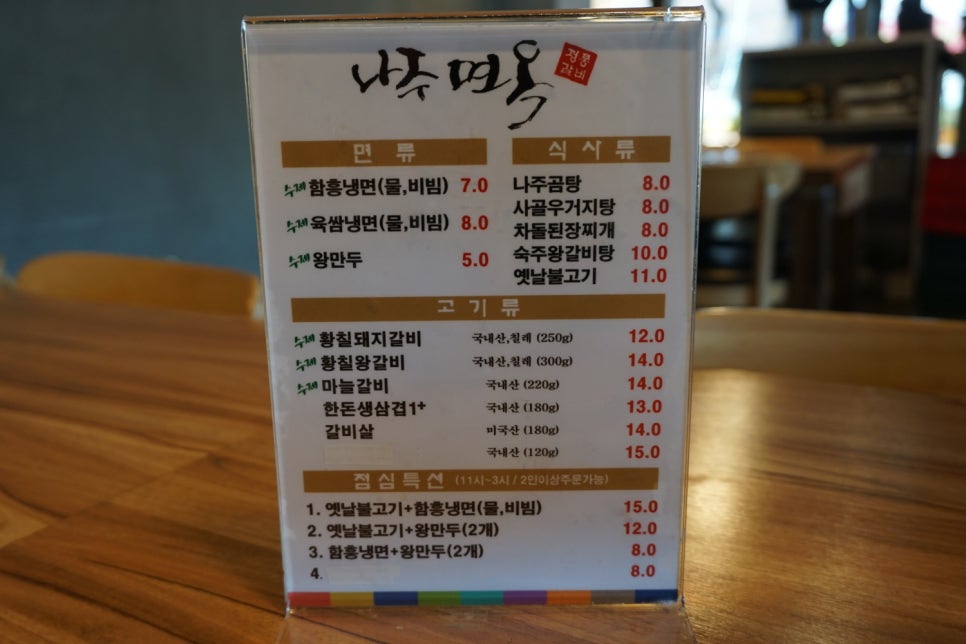 나주면옥
정통
갈비
면류
수제 함흥냉면(물,비빔) 7.0
수제 육쌈냉면(물,비빔) 8.0
수제 왕만두 5.0
식사류
나주곰탕 8.0
사골우거지탕 8.0
차돌된장찌개 8.0
숙주왕갈비탕 10.0
옛날불고기 11.0
고기류
수제 황칠돼지갈비 국내산,칠레 (250g) 12.0
수제 황칠왕갈비 국내산,칠레 (300g) 14.0
수제 마늘갈비 국내산 (220g) 14.0
한돈생삼겹1+ 국내산 (180g) 13.0
갈비살 미국산 (180g) 14.0
국내산 (120g) 15.0
점심특선 (11시~3시 / 2인이상주문가능)
1. 옛날불고기+함흥냉면(물,비빔) 15.0
2. 옛날불고기+왕만두(2개) 12.0
3. 함흥냉면+왕만두(2개) 8.0
4. 8.0